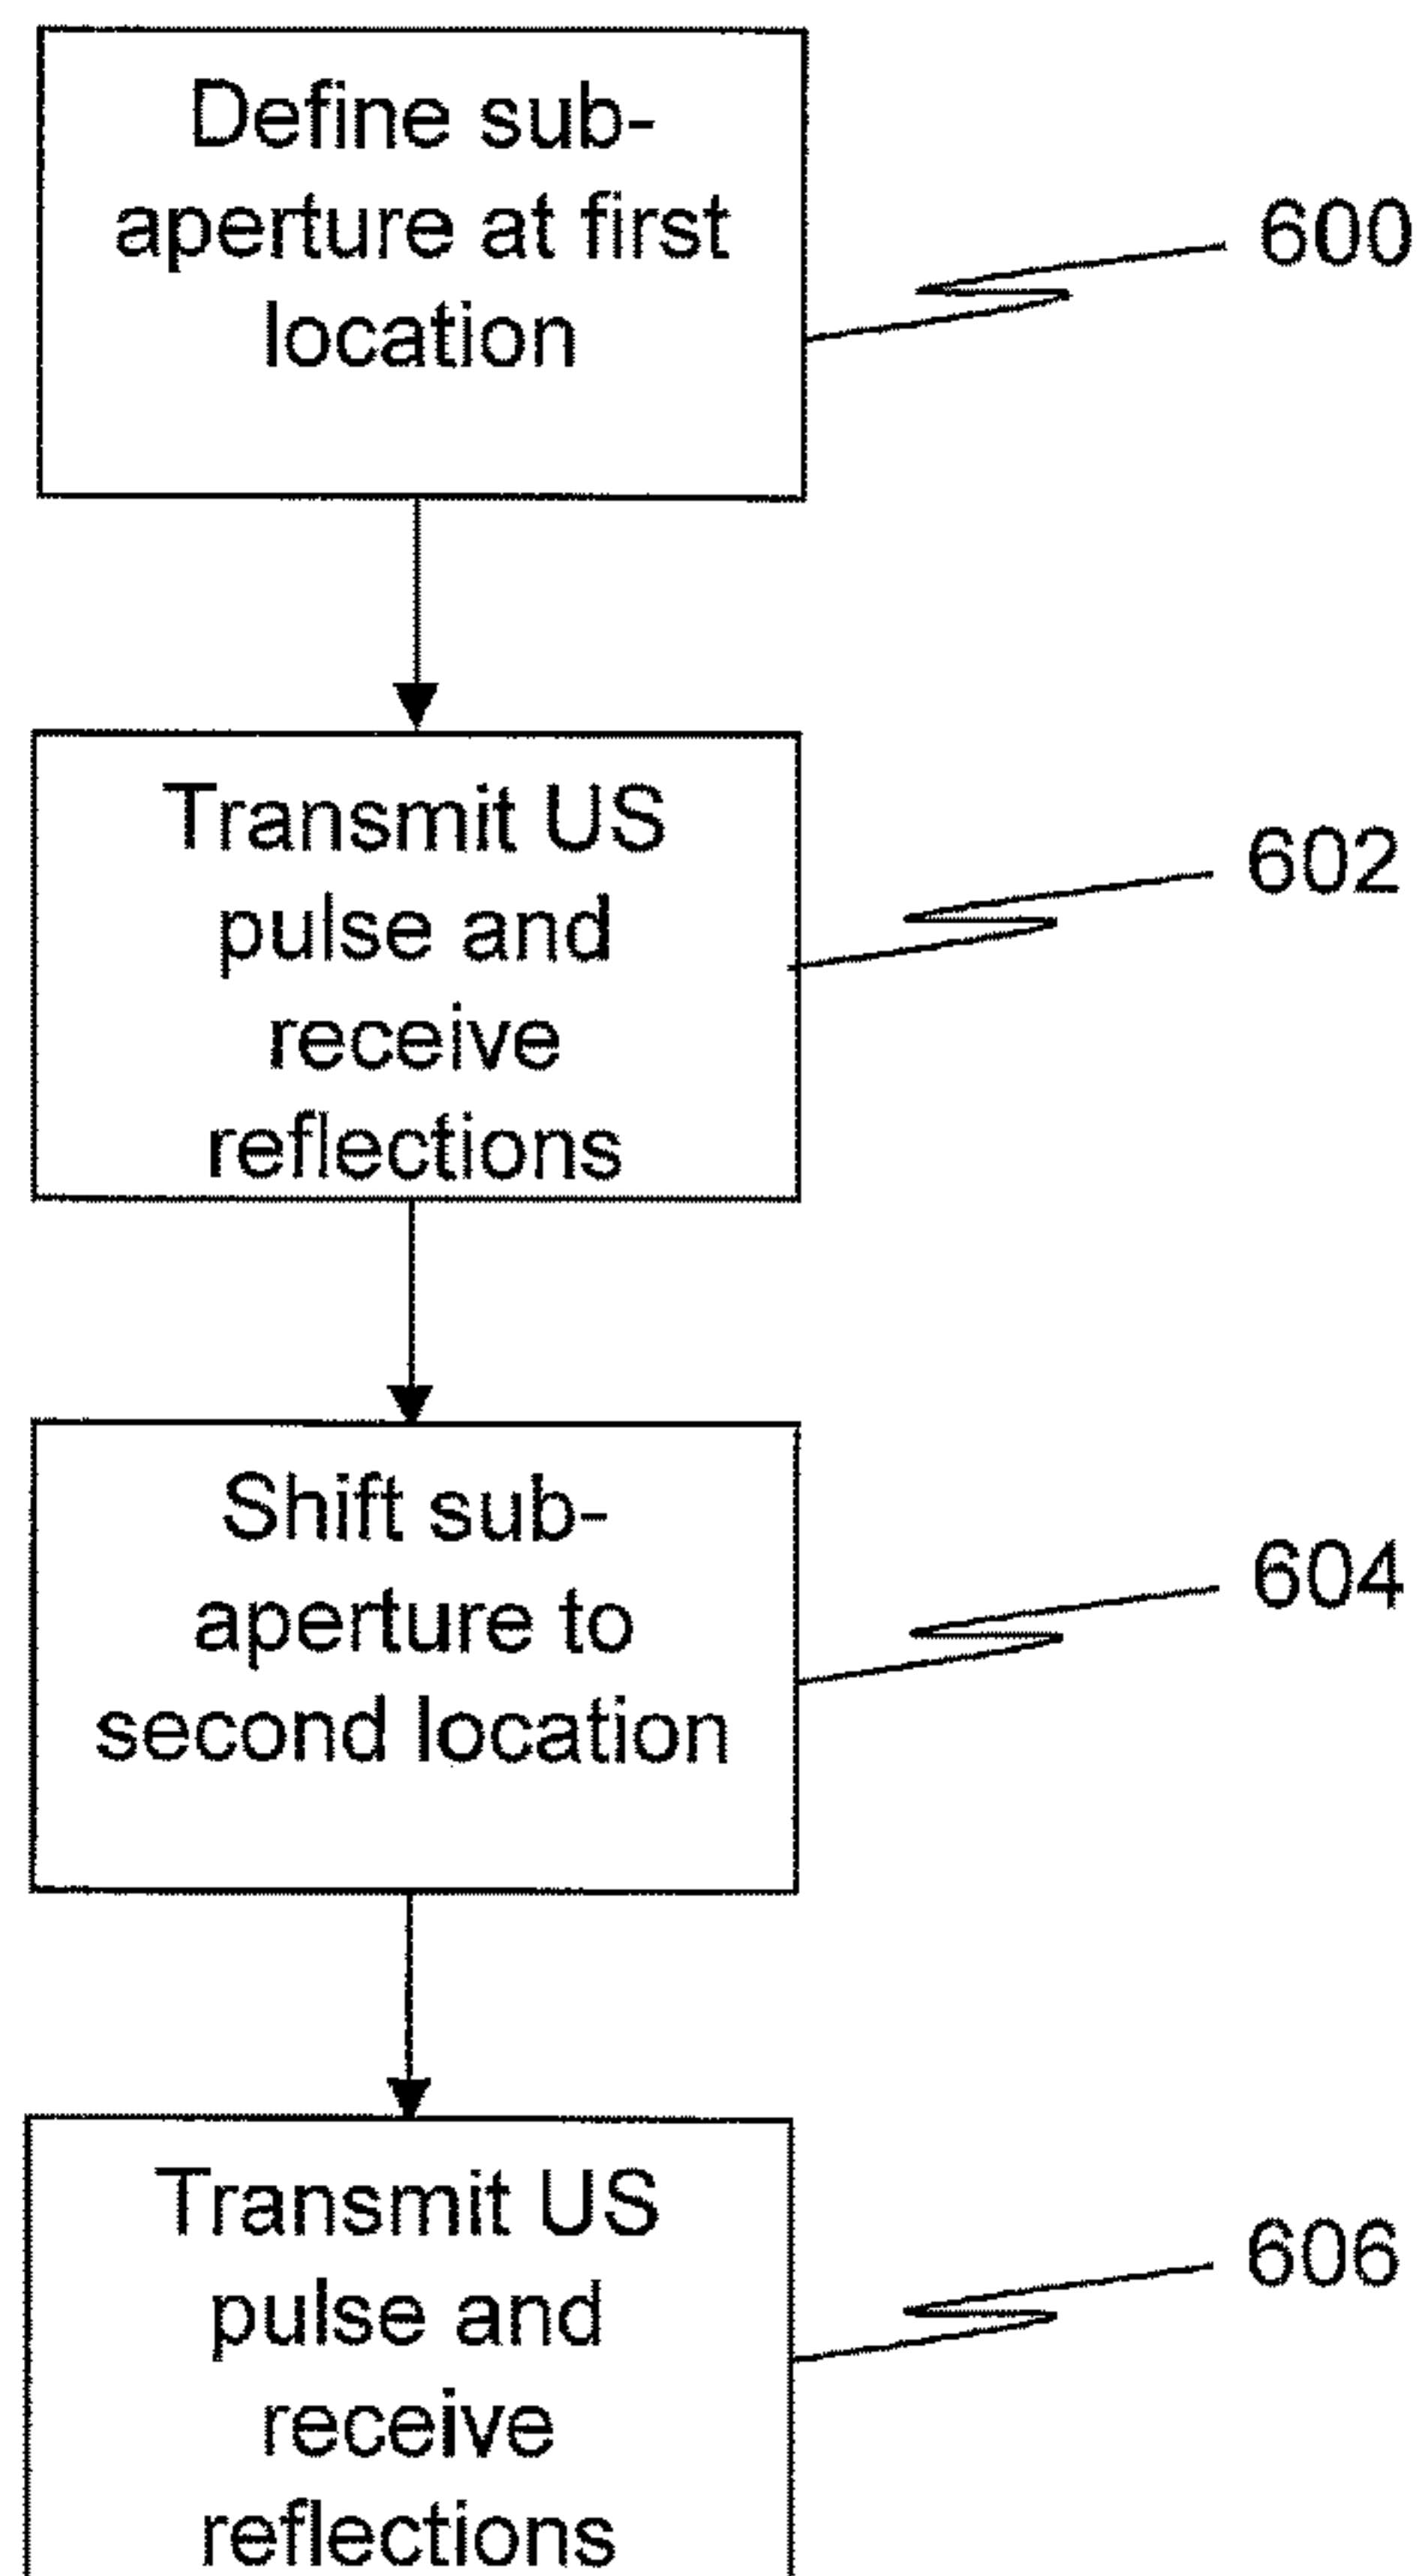 Define sub-
aperture at first
location
600
Transmit US
pulse and
receive
reflections
602
Shift sub-
aperture to
second location
604
Transmit US
pulse and
receive
reflections
606